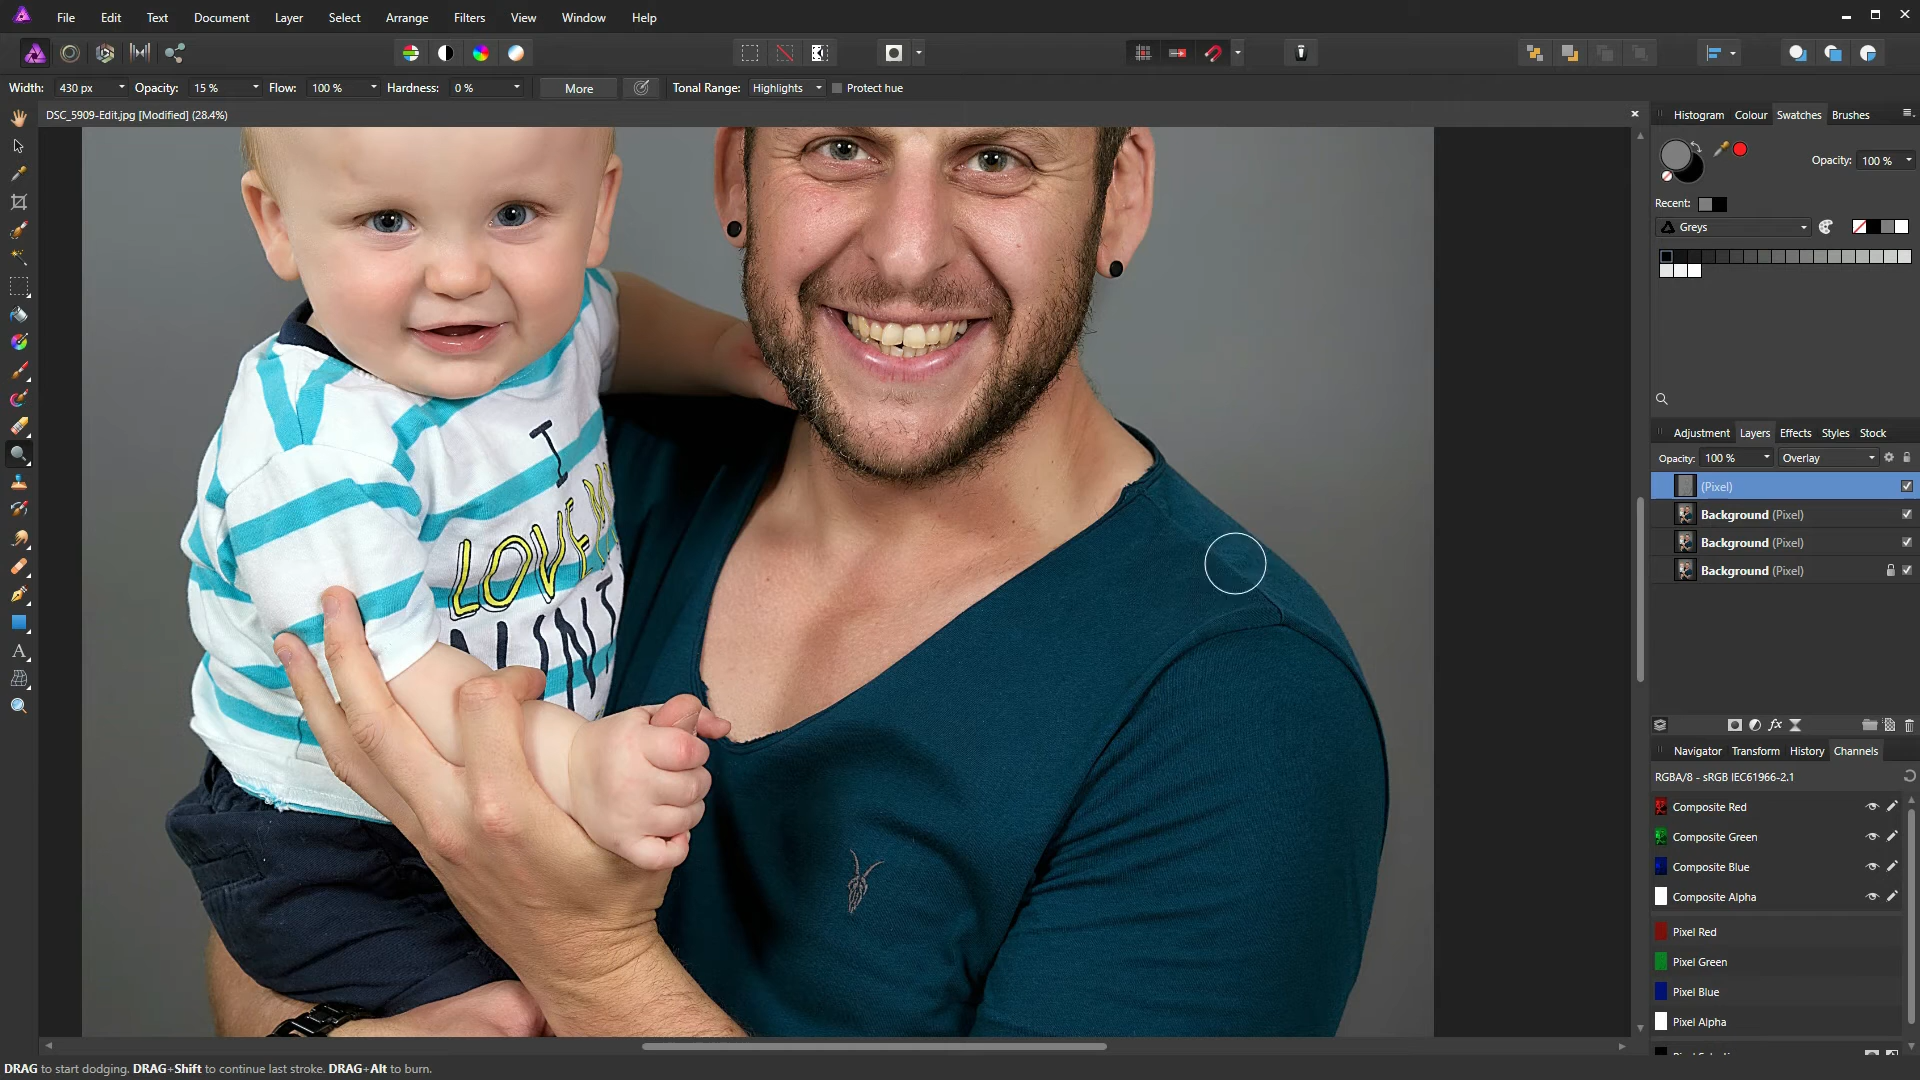 File Edit Text Document Layer Select Arrange Filters View Window Help
Width: 430 px Opacity: 15 % Flow: 100 % Hardness: 0 % More Tonal Range: Highlights Protect hue
DSC_5909-Edit.jpg [Modified] (28.4%)
Histogram Colour Swatches Brushes
Opacity: 100 %
Recent:
Greys
Adjustment Layers Effects Styles Stock
Opacity: 100 % Overlay
(Pixel)
Background (Pixel)
Background (Pixel)
Background (Pixel)
Navigator Transform History Channels
RGBA/8 - sRGB IEC61966-2.1
Composite Red
Composite Green
Composite Blue
Composite Alpha
Pixel Red
Pixel Green
Pixel Blue
Pixel Alpha
I
LOVE
DRAG to start dodging. DRAG+Shift to continue last stroke. DRAG+Alt to burn.